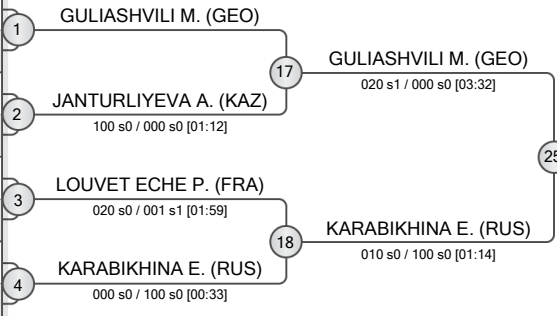 GULIASHVILI M. (GEO)
1
17
GULIASHVILI M. (GEO)
020 s1 / 000 s0 [03:32]
JANTURLIYEVA A. (KAZ)
2
100 s0 / 000 s0 [01:12]
25
LOUVET ECHE P. (FRA)
3
020 s0 / 001 s1 [01:59]
18
KARABIKHINA E. (RUS)
010 s0 / 100 s0 [01:14]
KARABIKHINA E. (RUS)
4
000 s0 / 100 s0 [00:33]